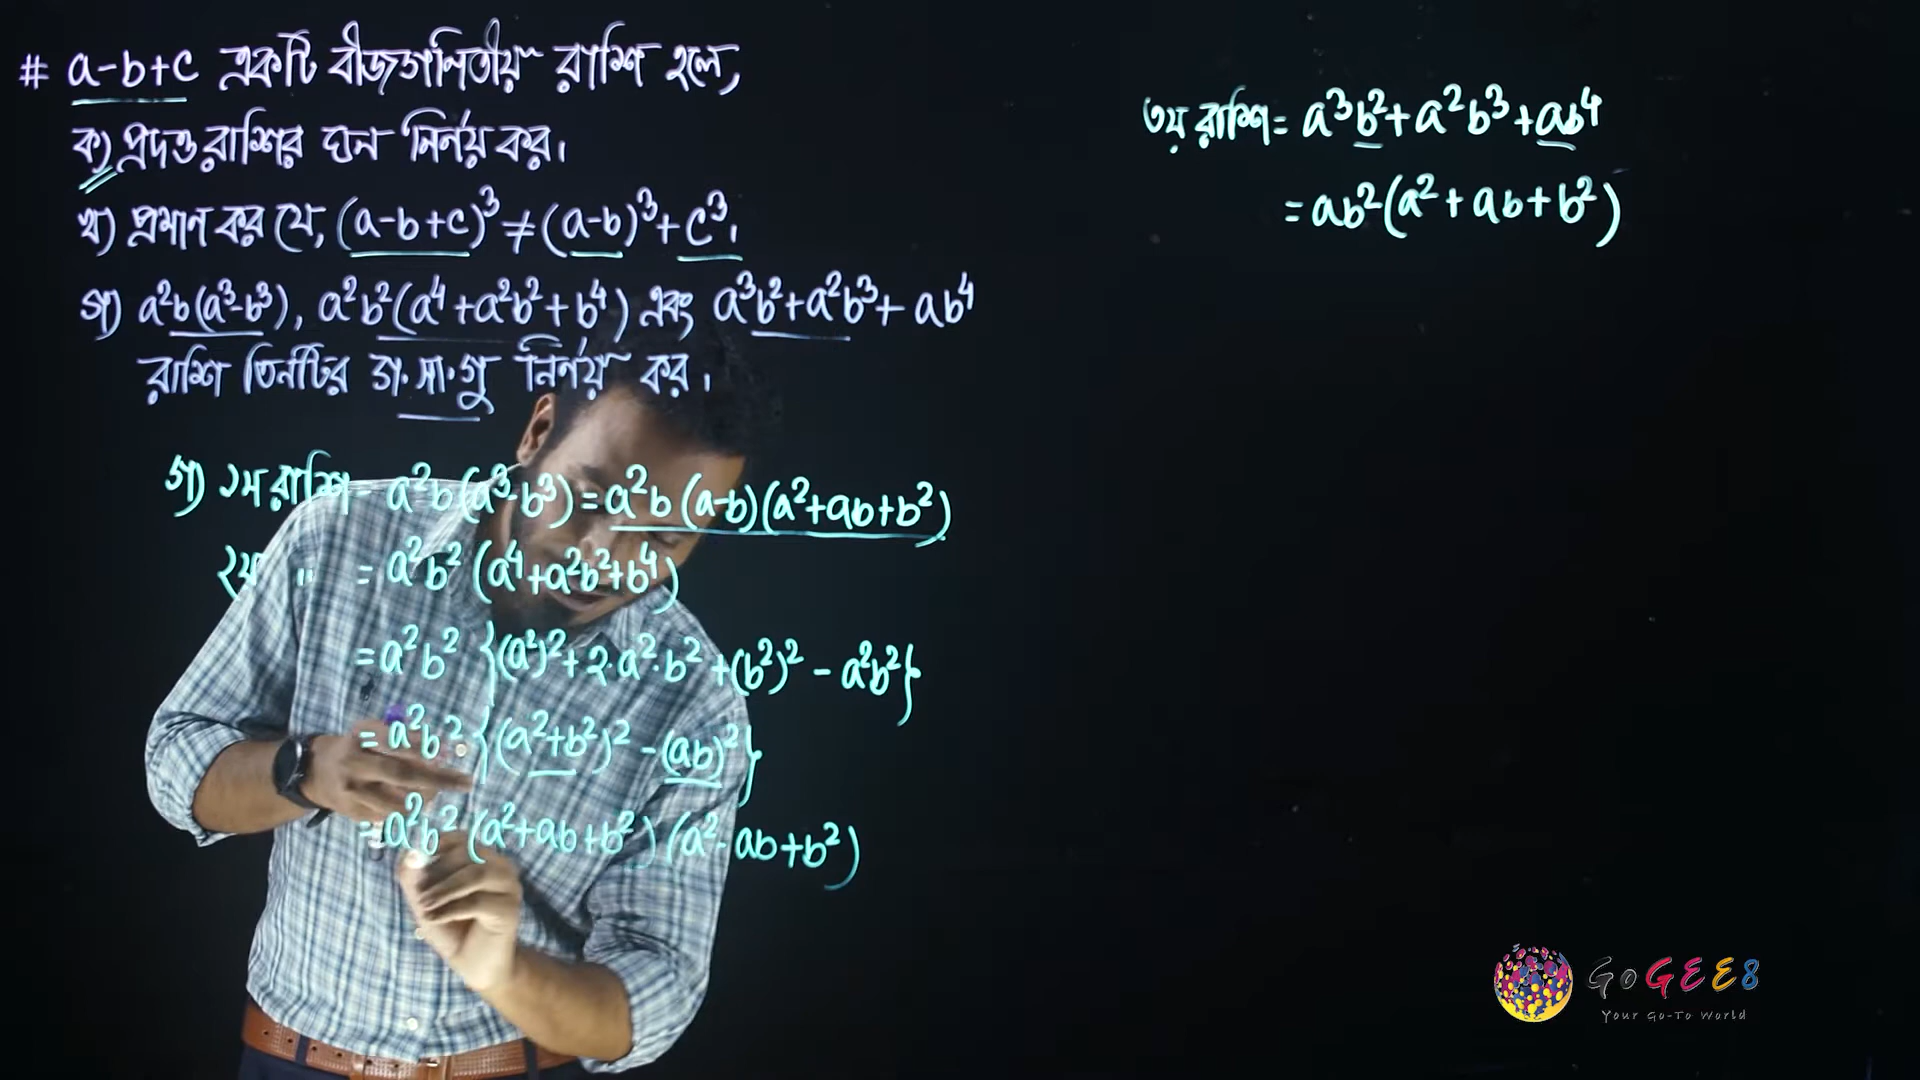 # a-b+c একটি বীজগনিতীয় রাশি হলে,
ক) প্রদত্ত রাশির ঘন নির্নয় কর।
খ) প্রমান কর যে, (a-b+c)³ ≠ (a-b)³+c³।
গ) a²b(a³-b³), a²b²(a⁴+a²b²+b⁴) এবং a³b²+a²b³+ab⁴
রাশি তিনটির গ.সা.গু নির্ণয় কর।
গ) ১ম রাশি = a²b(a³-b³) = a²b(a-b)(a²+ab+b²)
২য় " = a²b²(a⁴+a²b²+b⁴)
= a²b² {(a²)²+2·a²·b²+(b²)²-a²b²}
= a²b² {(a²+b²)²-(ab)²}
= a²b² (a²+ab+b²)(a²-ab+b²)
৩য় রাশি = a³b²+a²b³+ab⁴
= ab²(a²+ab+b²)
GoGEE8
Your Go-To World